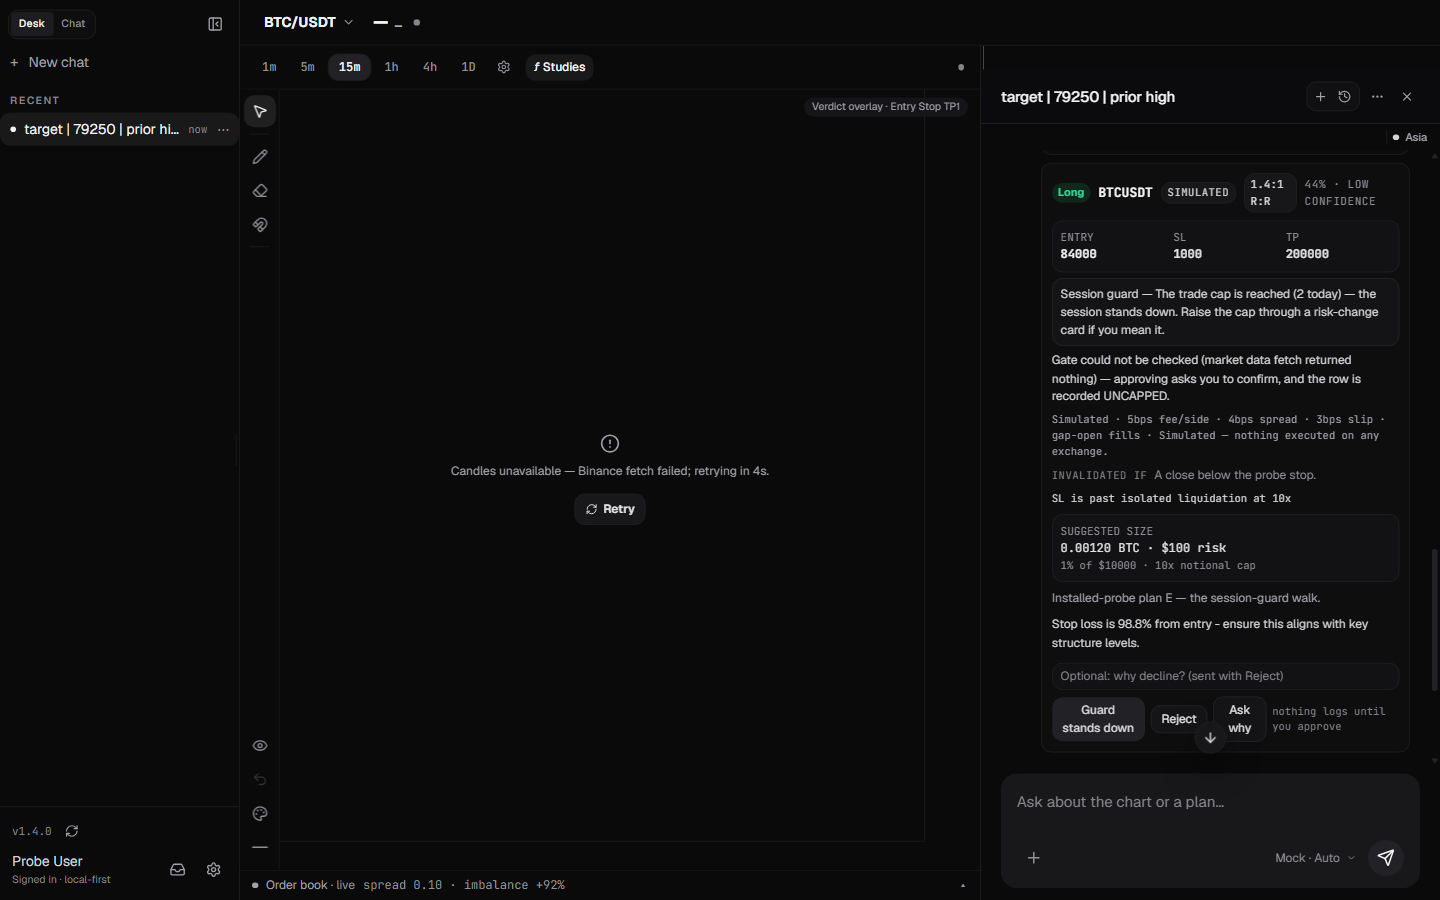 Desk Chat
+ New chat
RECENT
target | 79250 | prior hi... now ···
v1.4.0
Probe User
Signed in · local-first
BTC/USDT
1m 5m 15m 1h 4h 1D f Studies
Verdict overlay · Entry Stop TP1
Candles unavailable — Binance fetch failed; retrying in 4s.
Retry
Order book · live spread 0.10 · imbalance +92%
target | 79250 | prior high
Asia
Long BTCUSDT SIMULATED 1.4:1 R:R 44% · LOW CONFIDENCE
ENTRY SL TP
84000 1000 200000
Session guard — The trade cap is reached (2 today) — the
session stands down. Raise the cap through a risk-change
card if you mean it.
Gate could not be checked (market data fetch returned
nothing) — approving asks you to confirm, and the row is
recorded UNCAPPED.
Simulated · 5bps fee/side · 4bps spread · 3bps slip ·
gap-open fills · Simulated — nothing executed on any
exchange.
INVALIDATED IF A close below the probe stop.
SL is past isolated liquidation at 10x
SUGGESTED SIZE
0.00120 BTC · $100 risk
1% of $10000 · 10x notional cap
Installed-probe plan E — the session-guard walk.
Stop loss is 98.8% from entry - ensure this aligns with key
structure levels.
Optional: why decline? (sent with Reject)
Guard stands down Reject Ask why nothing logs until you approve
Ask about the chart or a plan...
Mock · Auto